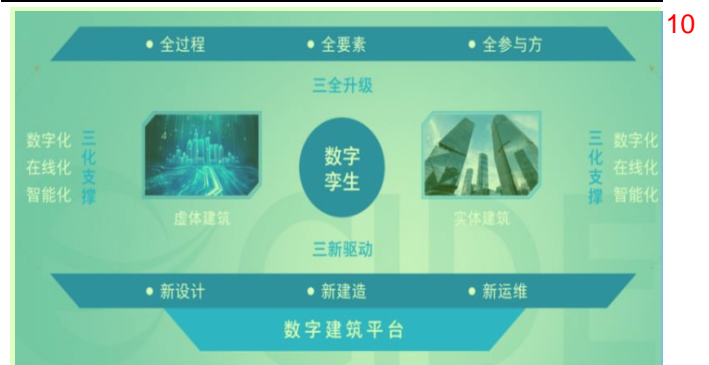 10
全过程 全要素 全参与方
三全升级
数字化
在线化
智能化
三化支撑
数字
孪生
三化支撑
数字化
在线化
智能化
虚体建筑
实体建筑
三新驱动
新设计 新建造 新运维
数字建筑平台